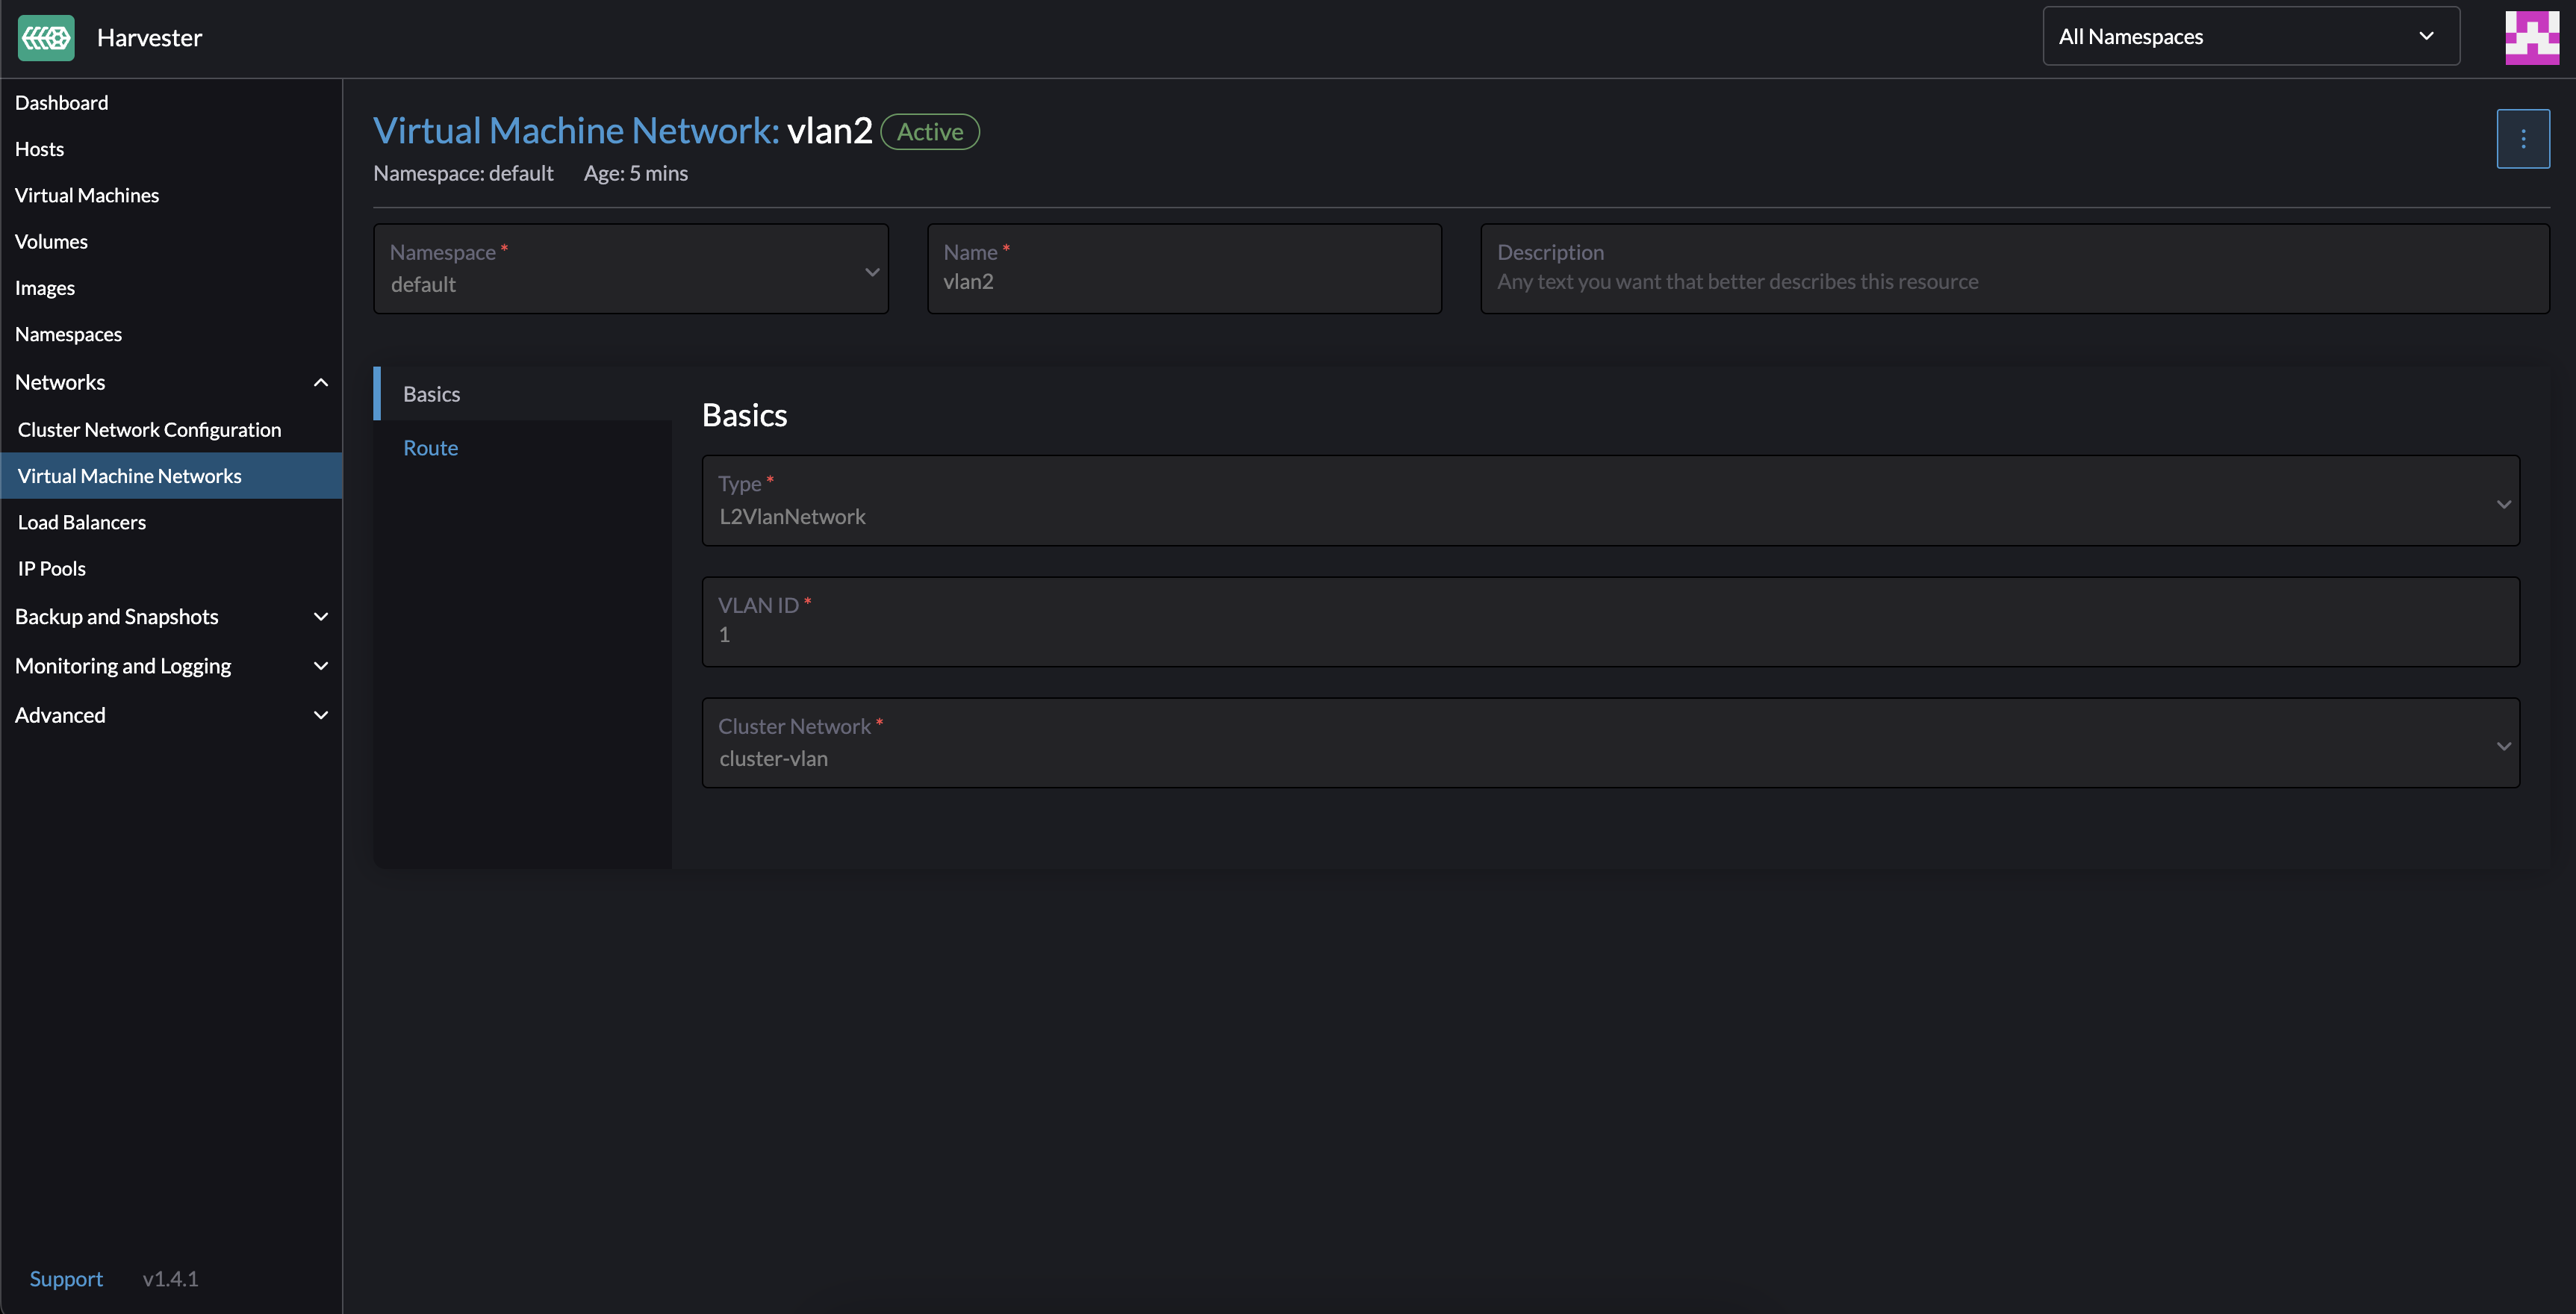 Harvester
All Namespaces
Dashboard
Hosts
Virtual Machines
Volumes
Images
Namespaces
Networks
Cluster Network Configuration
Virtual Machine Networks
Load Balancers
IP Pools
Backup and Snapshots
Monitoring and Logging
Advanced
Support v1.4.1
Virtual Machine Network: vlan2 Active
Namespace: default Age: 5 mins
Namespace *
default
Name *
vlan2
Description
Any text you want that better describes this resource
Basics
Route
Basics
Type *
L2VlanNetwork
VLAN ID *
1
Cluster Network *
cluster-vlan